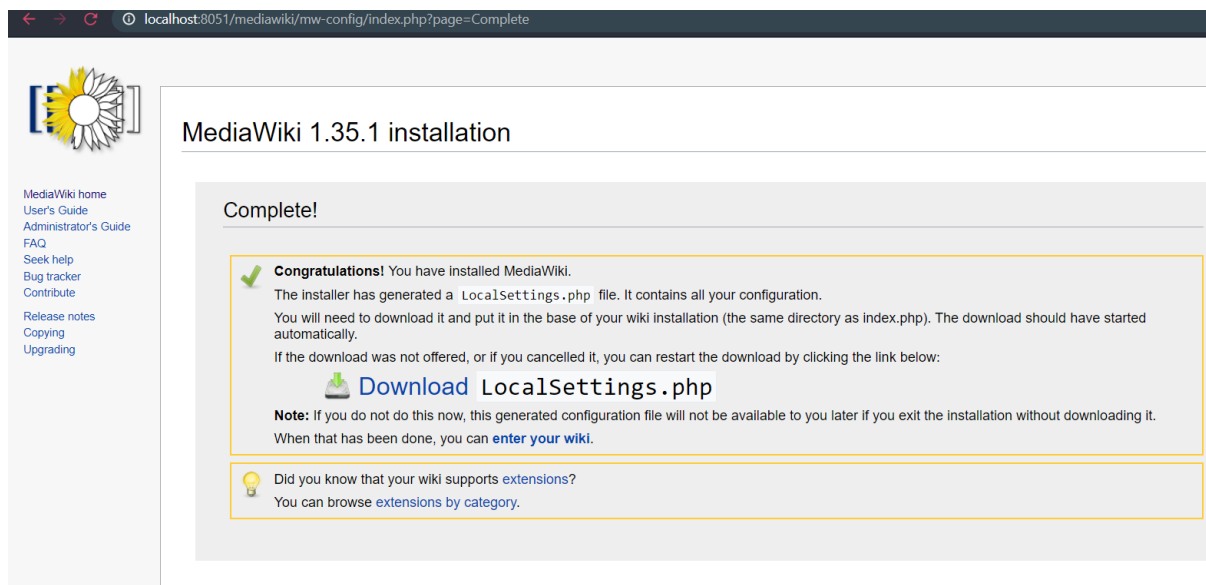 localhost:8051/mediawiki/mw-config/index.php?page=Complete
MediaWiki home
User's Guide
Administrator's Guide
FAQ
Seek help
Bug tracker
Contribute
Release notes
Copying
Upgrading
MediaWiki 1.35.1 installation
Complete!
Congratulations! You have installed MediaWiki.
The installer has generated a LocalSettings.php file. It contains all your configuration.
You will need to download it and put it in the base of your wiki installation (the same directory as index.php). The download should have started
automatically.
If the download was not offered, or if you cancelled it, you can restart the download by clicking the link below:
Download LocalSettings.php
Note: If you do not do this now, this generated configuration file will not be available to you later if you exit the installation without downloading it.
When that has been done, you can enter your wiki.
Did you know that your wiki supports extensions?
You can browse extensions by category.